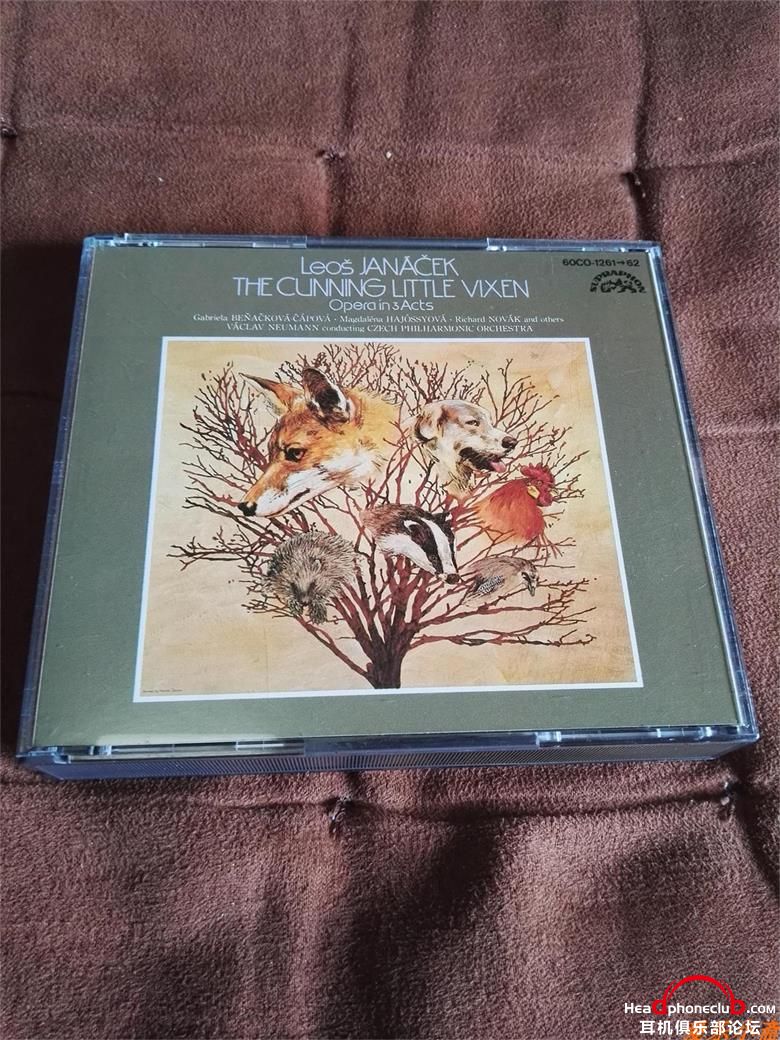 Leoš JANÁČEK
THE CUNNING LITTLE VIXEN
Opera in 3 Acts
Gabriela BEŇAČKOVÁ-ČÁPOVÁ · Magdaléna HAJÓSSYOVÁ · Richard NOVÁK and others
VÁCLAV NEUMANN conducting CZECH PHILHARMONIC ORCHESTRA
60CO-1261→62
SUPRAPHON
Headphoneclub.com
耳机俱乐部论坛